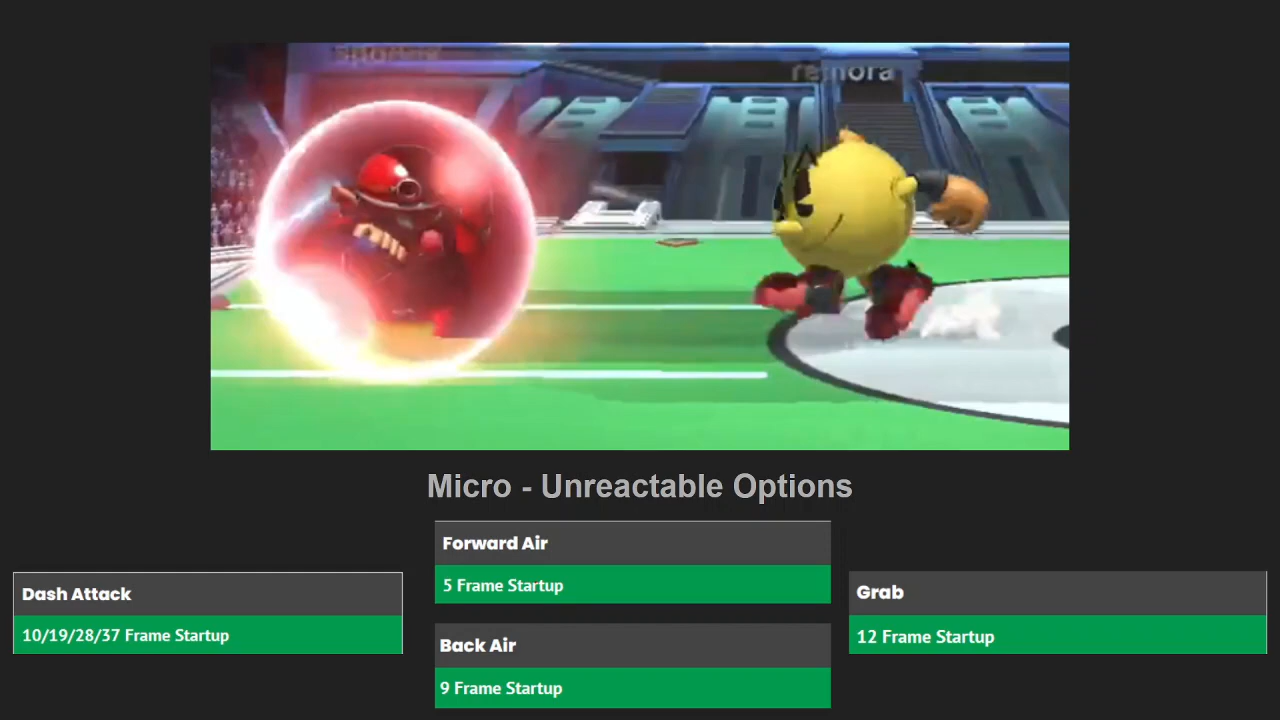 remora
Micro - Unreactable Options
Forward Air
5 Frame Startup
Dash Attack
10/19/28/37 Frame Startup
Grab
12 Frame Startup
Back Air
9 Frame Startup